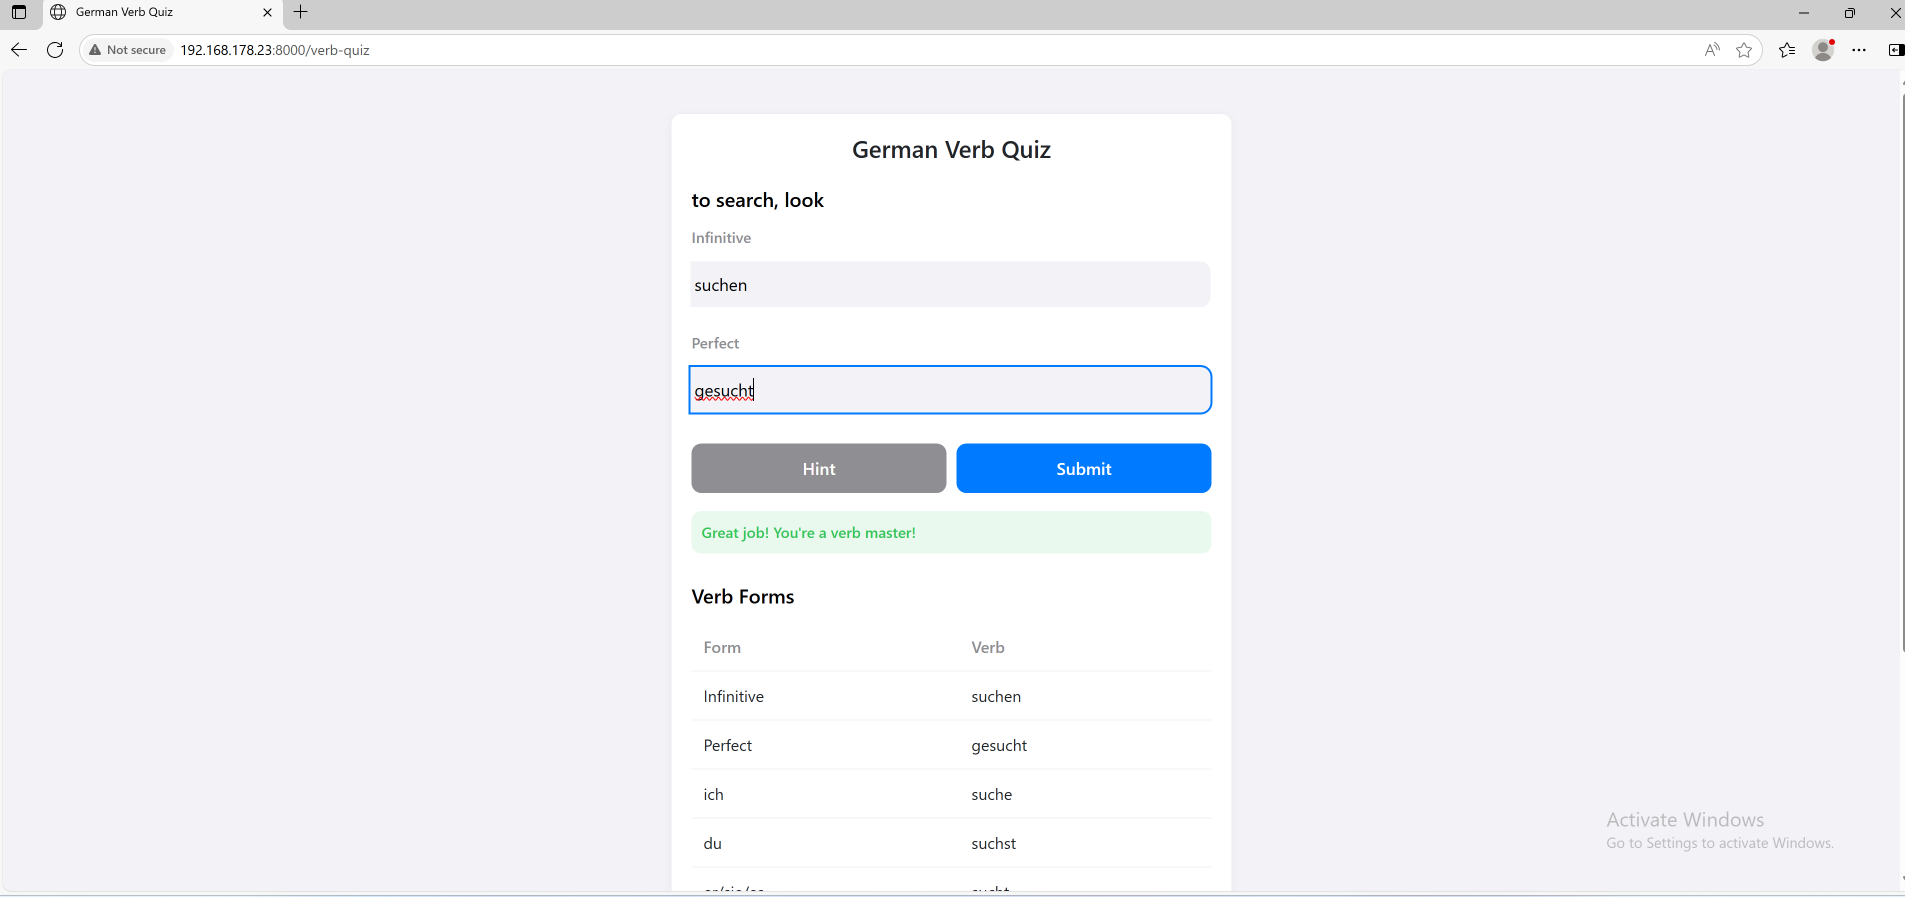 German Verb Quiz
Not secure 192.168.178.23:8000/verb-quiz
German Verb Quiz
to search, look
Infinitive
suchen
Perfect
gesucht
Hint Submit
Great job! You're a verb master!
Verb Forms
Form Verb
Infinitive suchen
Perfect gesucht
ich suche
du suchst
Activate Windows
Go to Settings to activate Windows.